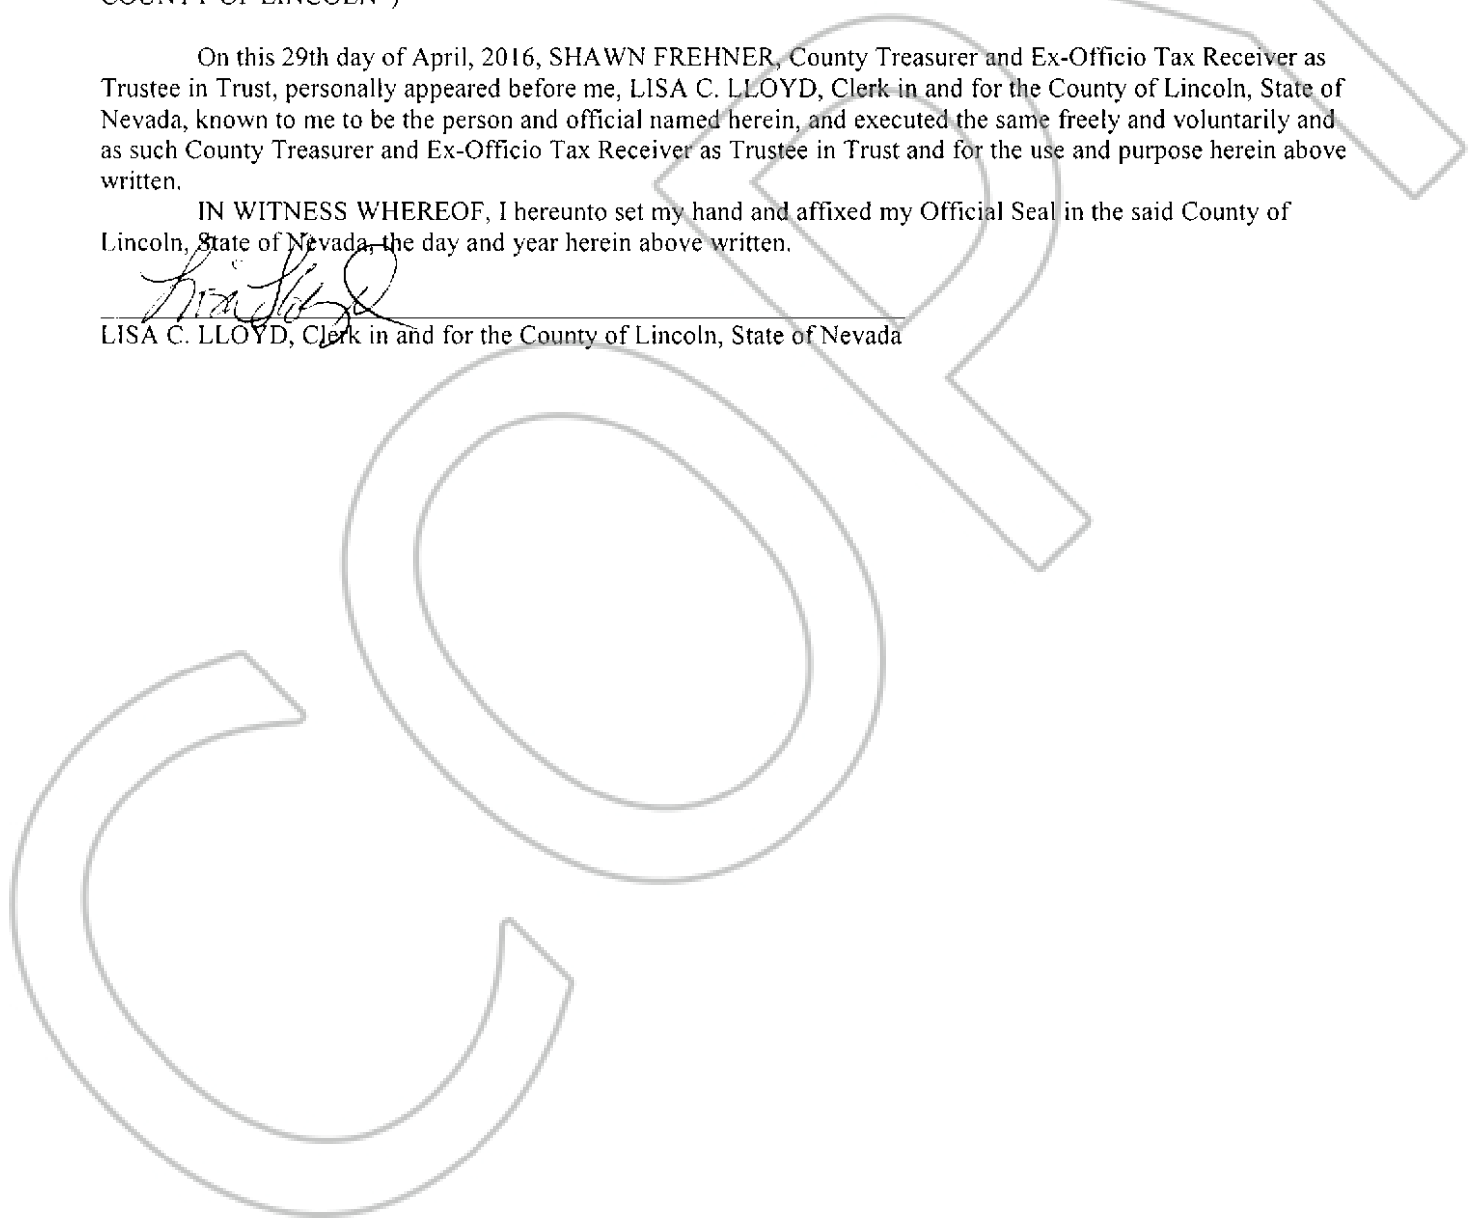 COUNTY OF LINCOLN )
On this 29th day of April, 2016, SHAWN FREHNER, County Treasurer and Ex-Officio Tax Receiver as
Trustee in Trust, personally appeared before me, LISA C. LLOYD, Clerk in and for the County of Lincoln, State of
Nevada, known to me to be the person and official named herein, and executed the same freely and voluntarily and
as such County Treasurer and Ex-Officio Tax Receiver as Trustee in Trust and for the use and purpose herein above
written.
IN WITNESS WHEREOF, I hereunto set my hand and affixed my Official Seal in the said County of
Lincoln, State of Nevada, the day and year herein above written.
Lisa Lloyd
LISA C. LLOYD, Clerk in and for the County of Lincoln, State of Nevada
COPY